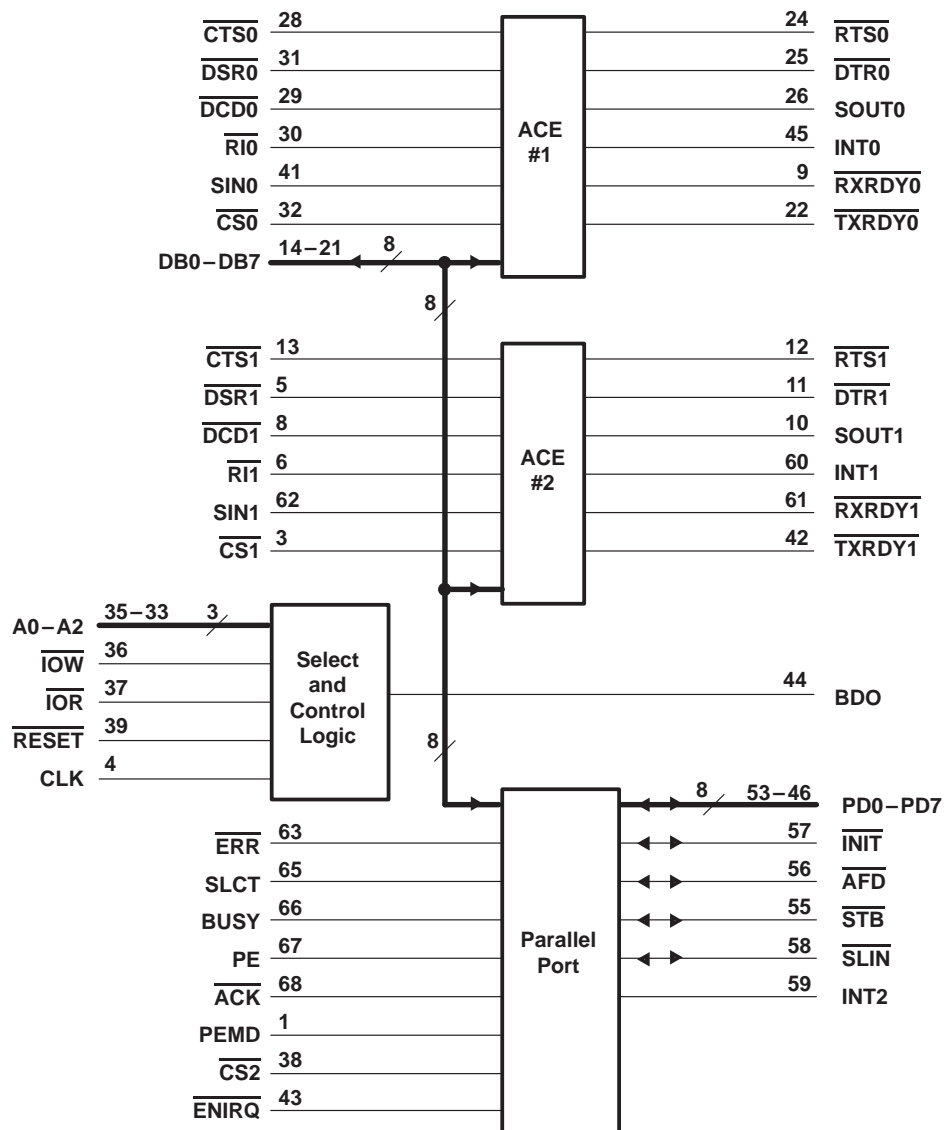 CTS0 28 24 RTS0
DSR0 31 25 DTR0
DCD0 29 26 SOUT0
RI0 30 45 INT0
SIN0 41 9 RXRDY0
CS0 32 22 TXRDY0
ACE
#1
DB0–DB7 14–21 8
8
CTS1 13 12 RTS1
DSR1 5 11 DTR1
DCD1 8 10 SOUT1
RI1 6 60 INT1
SIN1 62 61 RXRDY1
CS1 3 42 TXRDY1
ACE
#2
A0–A2 35–33 3
IOW 36
IOR 37
RESET 39
CLK 4
Select
and
Control
Logic
44 BDO
8
8 53–46 PD0–PD7
ERR 63 57 INIT
SLCT 65 56 AFD
BUSY 66 55 STB
PE 67 58 SLIN
ACK 68 59 INT2
PEMD 1
CS2 38
ENIRQ 43
Parallel
Port